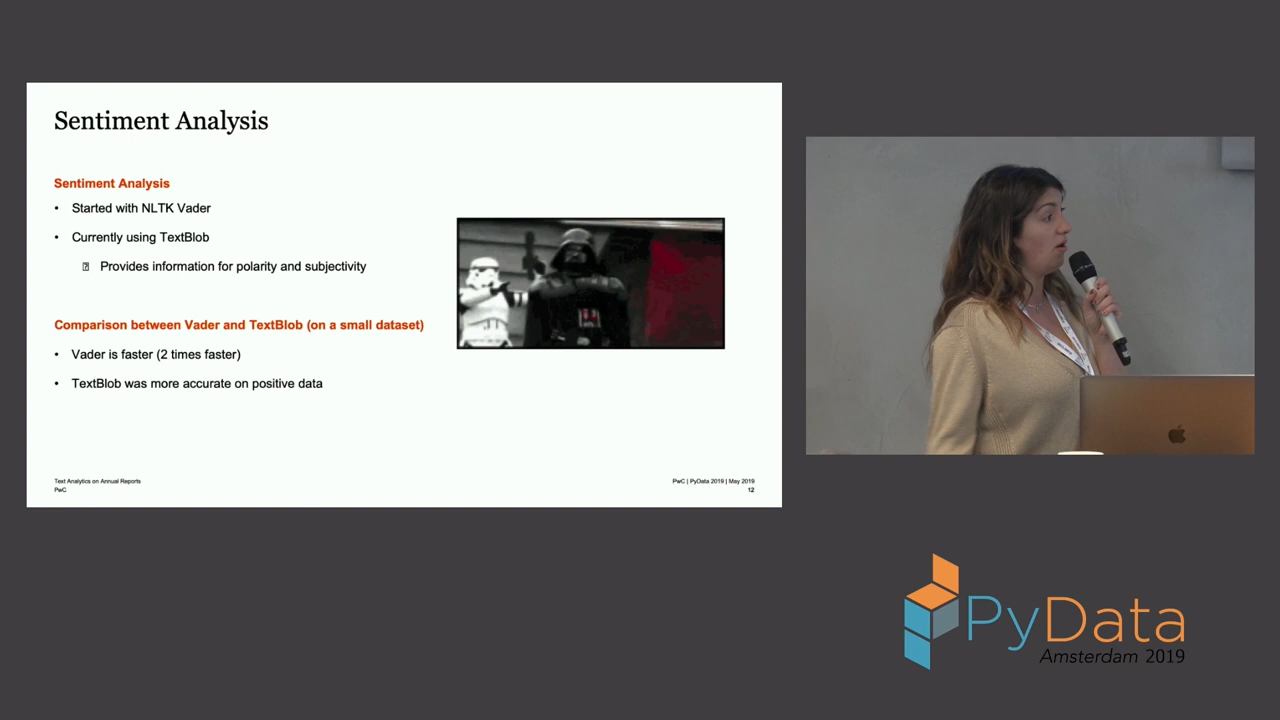 Sentiment Analysis
Sentiment Analysis
• Started with NLTK Vader
• Currently using TextBlob
Provides information for polarity and subjectivity
Comparison between Vader and TextBlob (on a small dataset)
• Vader is faster (2 times faster)
• TextBlob was more accurate on positive data
Text Analytics on Annual Reports
PwC
PwC | PyData 2019 | May 2019
12
PyData
Amsterdam 2019